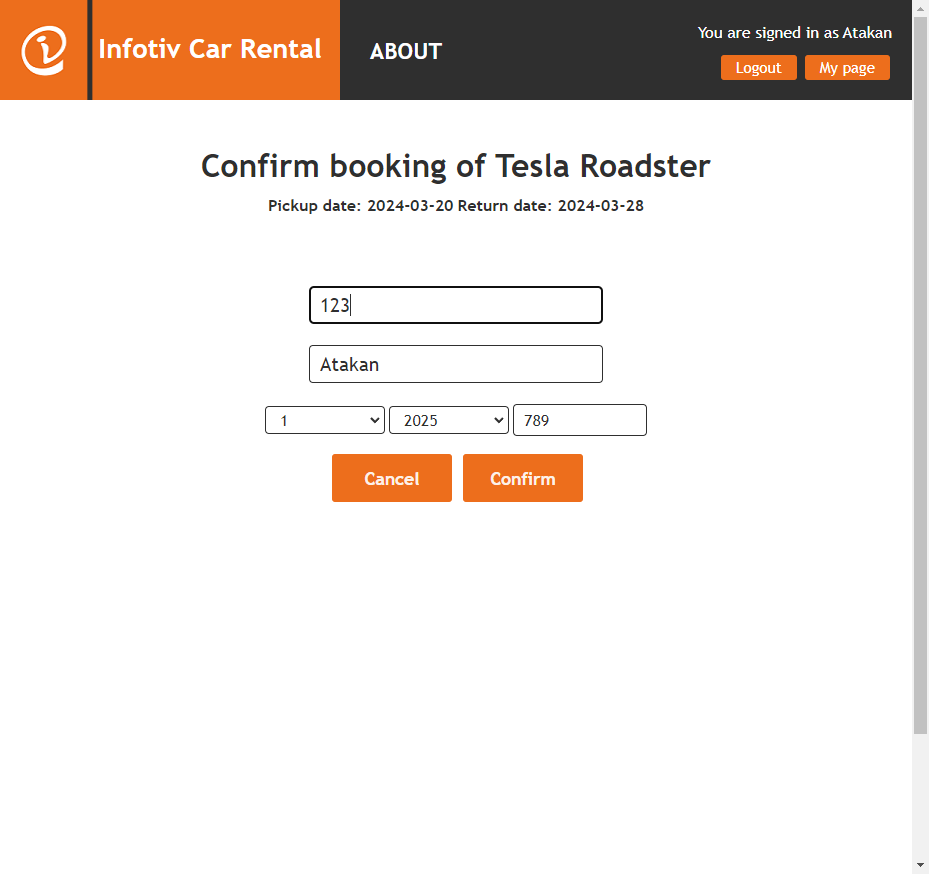 Infotiv Car Rental
ABOUT
You are signed in as Atakan
Logout My page
Confirm booking of Tesla Roadster
Pickup date: 2024-03-20 Return date: 2024-03-28
123
Atakan
1 2025 789
Cancel Confirm